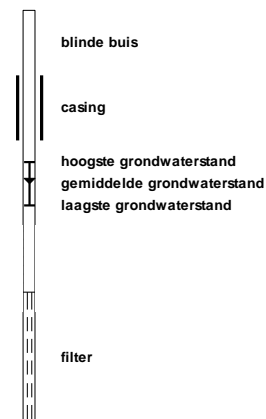 blinde buis
casing
hoogste grondwaterstand
gemiddelde grondwaterstand
laagste grondwaterstand
filter